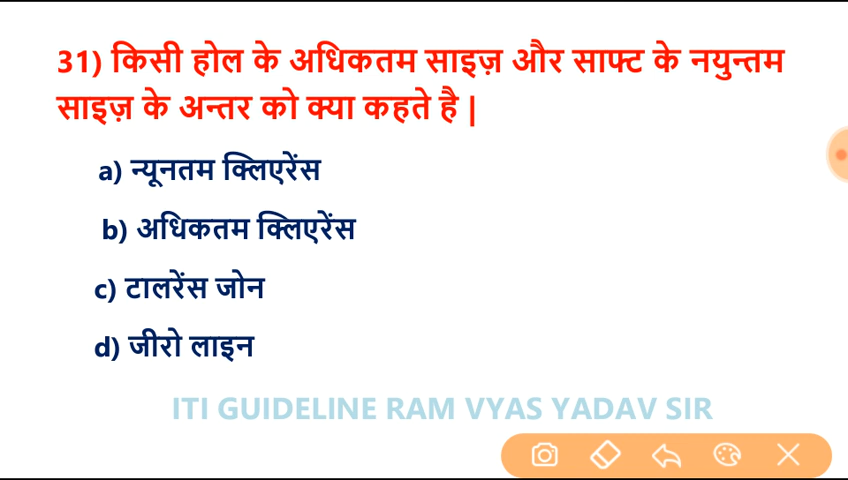 31) किसी होल के अधिकतम साइज़ और साफ्ट के नयुन्तम
साइज़ के अन्तर को क्या कहते है |
a) न्यूनतम क्लिएरेंस
b) अधिकतम क्लिएरेंस
c) टालरेंस जोन
d) जीरो लाइन
ITI GUIDELINE RAM VYAS YADAV SIR